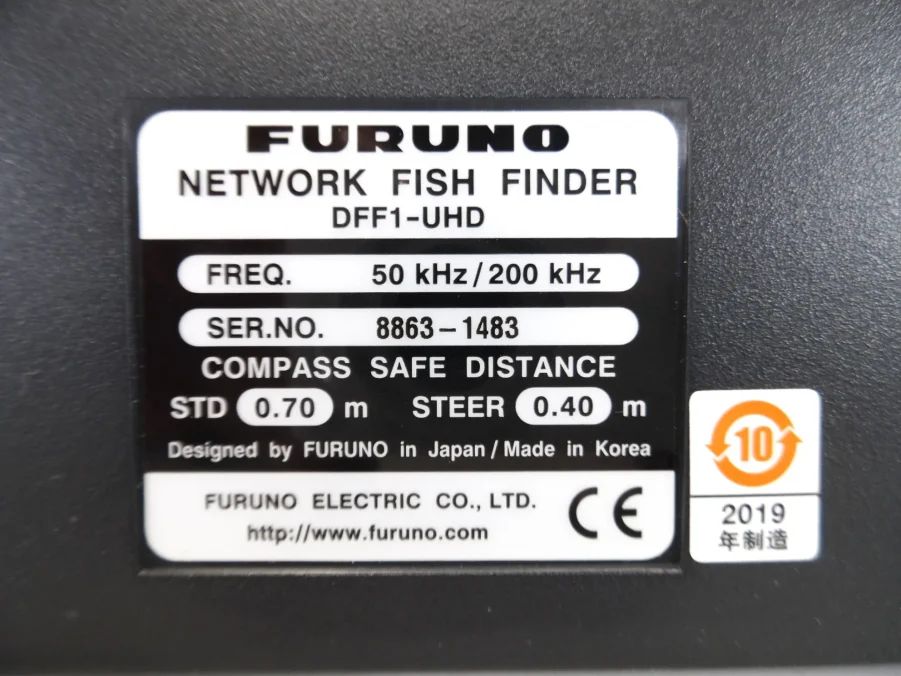 FURUNO
NETWORK FISH FINDER
DFF1-UHD
FREQ. 50 kHz/200 kHz
SER.NO. 8863-1483
COMPASS SAFE DISTANCE
STD 0.70 m STEER 0.40 m
Designed by FURUNO in Japan/Made in Korea
FURUNO ELECTRIC CO., LTD.
http://www.furuno.com
CE
10
2019
年制造